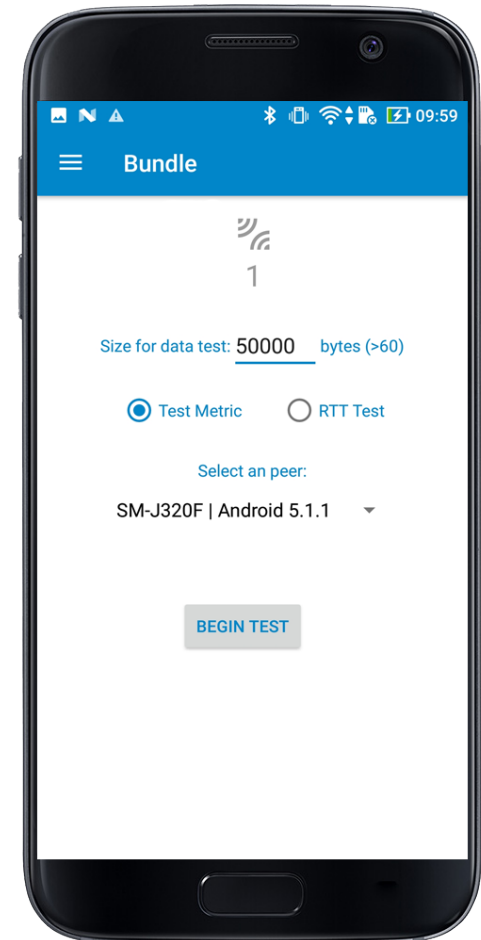 09:59
Bundle
1
Size for data test: 50000 bytes (>60)
Test Metric RTT Test
Select an peer:
SM-J320F | Android 5.1.1
BEGIN TEST